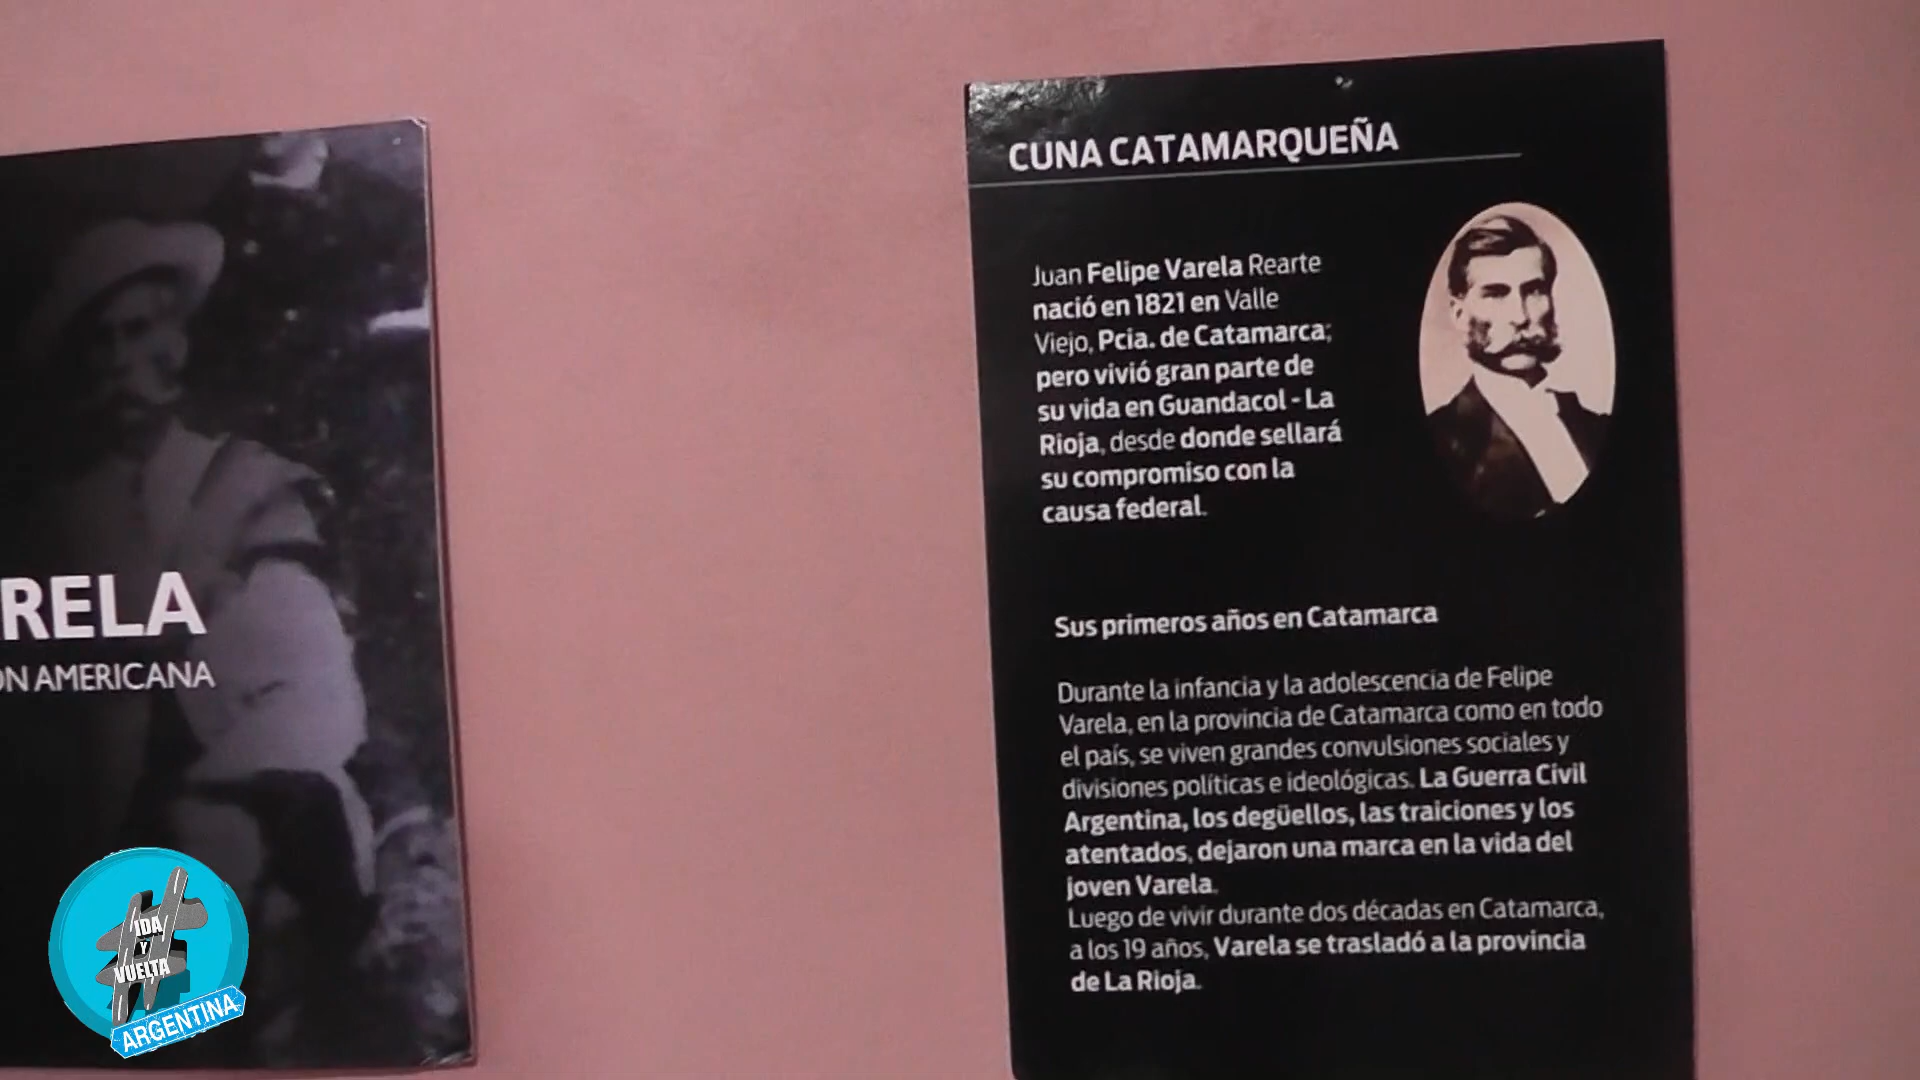 RELA
ON AMERICANA
CUNA CATAMARQUEÑA
Juan Felipe Varela Rearte
nació en 1821 en Valle
Viejo, Pcia. de Catamarca;
pero vivió gran parte de
su vida en Guandacol - La
Rioja, desde donde sellará
su compromiso con la
causa federal.
Sus primeros años en Catamarca
Durante la infancia y la adolescencia de Felipe
Varela, en la provincia de Catamarca como en todo
el país, se viven grandes convulsiones sociales y
divisiones políticas e ideológicas. La Guerra Civil
Argentina, los degüellos, las traiciones y los
atentados, dejaron una marca en la vida del
joven Varela.
Luego de vivir durante dos décadas en Catamarca,
a los 19 años, Varela se trasladó a la provincia
de La Rioja.
#
IDA
Y
VUELTA
ARGENTINA